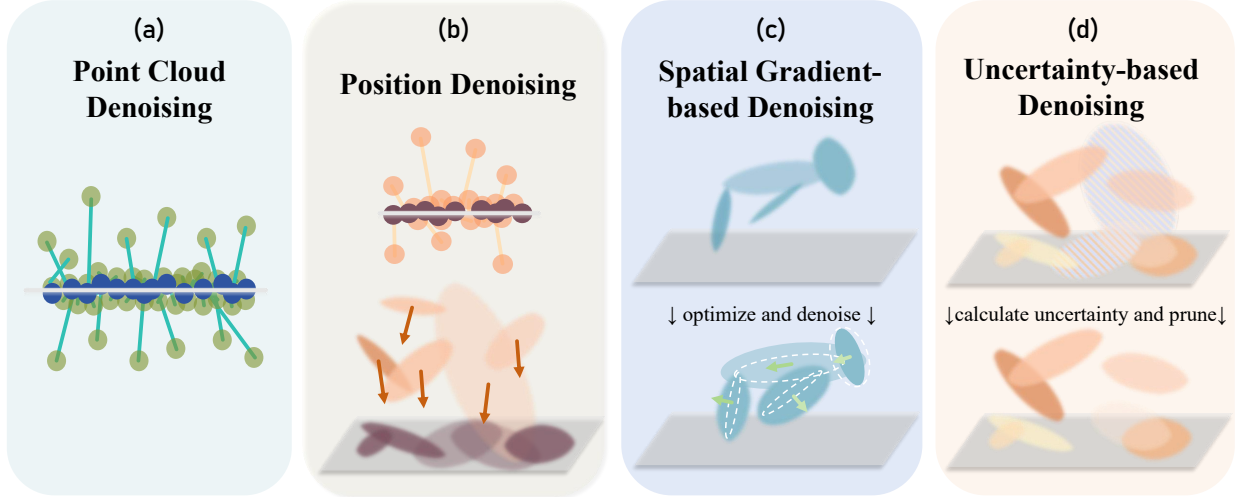 (a)
Point Cloud
Denoising
(b)
Position Denoising
(c)
Spatial Gradient-
based Denoising
↓ optimize and denoise ↓
(d)
Uncertainty-based
Denoising
↓calculate uncertainty and prune↓